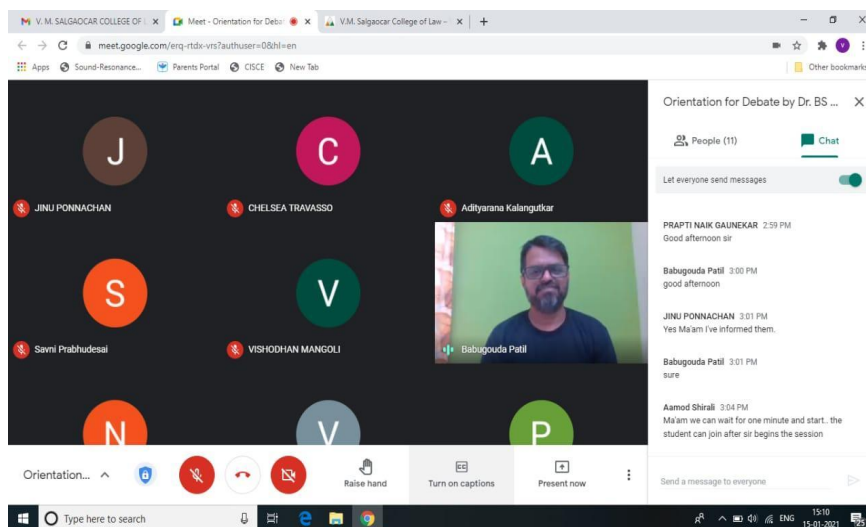 V. M. SALGAOCAR COLLEGE OF L
Meet - Orientation for Debat
V.M. Salgaocar College of Law –
meet.google.com/erq-rtdx-vrs?authuser=0&hl=en
Apps
Sound-Resonance...
Parents Portal
CISCE
New Tab
Other bookmarks
J
JINU PONNACHAN
C
CHELSEA TRAVASSO
A
Adityarana Kalangutkar
S
Savni Prabhudesai
V
VISHODHAN MANGOLI
Babugouda Patil
N
V
P
Orientation for Debate by Dr. BS ...
People (11)
Chat
Let everyone send messages
PRAPTI NAIK GAUNEKAR 2:59 PM
Good afternoon sir
Babugouda Patil 3:00 PM
good afternoon
JINU PONNACHAN 3:01 PM
Yes Ma'am I've informed them.
Babugouda Patil 3:01 PM
sure
Aamod Shirali 3:04 PM
Ma'am we can wait for one minute and start.. the
student can join after sir begins the session
Send a message to everyone
Orientation...
Raise hand
Turn on captions
Present now
Type here to search
ENG
15:10
15-01-2021